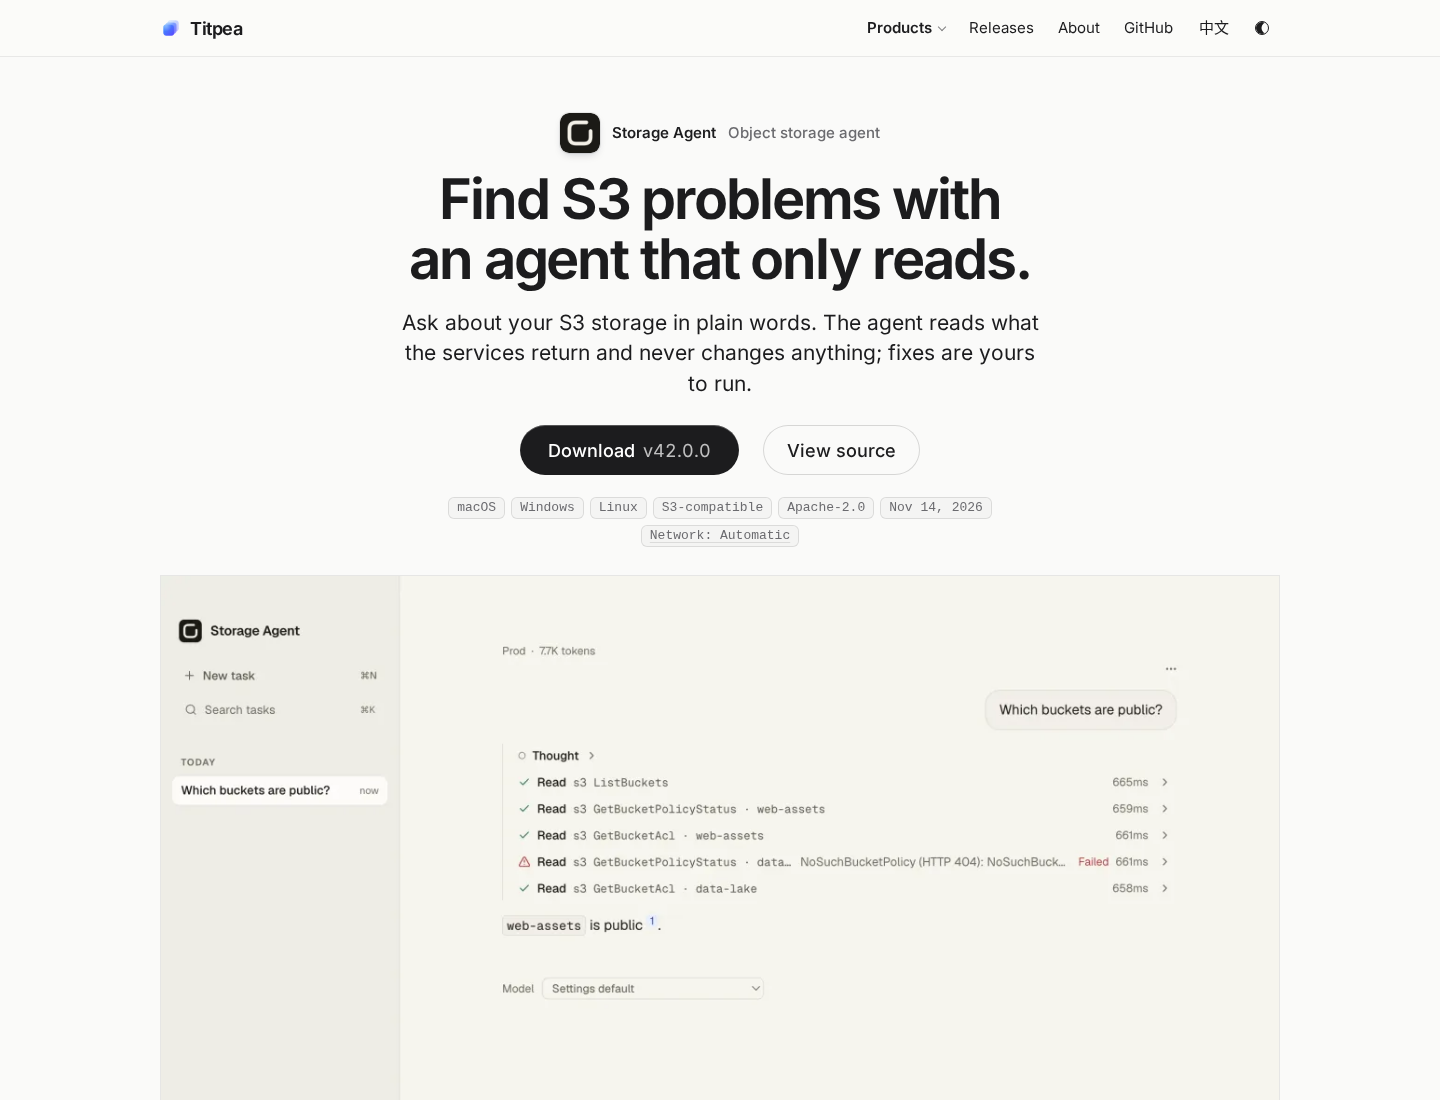 Titpea
Products
Releases
About
GitHub
中文
Storage Agent Object storage agent
Find S3 problems with
an agent that only reads.
Ask about your S3 storage in plain words. The agent reads what
the services return and never changes anything; fixes are yours
to run.
Download v42.0.0
View source
macOS
Windows
Linux
S3-compatible
Apache-2.0
Nov 14, 2026
Network: Automatic
Storage Agent
New task ⌘N
Search tasks ⌘K
TODAY
Which buckets are public? now
Prod · 7.7K tokens
···
Which buckets are public?
Thought
Read s3 ListBuckets 665ms
Read s3 GetBucketPolicyStatus · web-assets 659ms
Read s3 GetBucketAcl · web-assets 661ms
Read s3 GetBucketPolicyStatus · data… NoSuchBucketPolicy (HTTP 404): NoSuchBuck… Failed 661ms
Read s3 GetBucketAcl · data-lake 658ms
web-assets is public 1.
Model Settings default